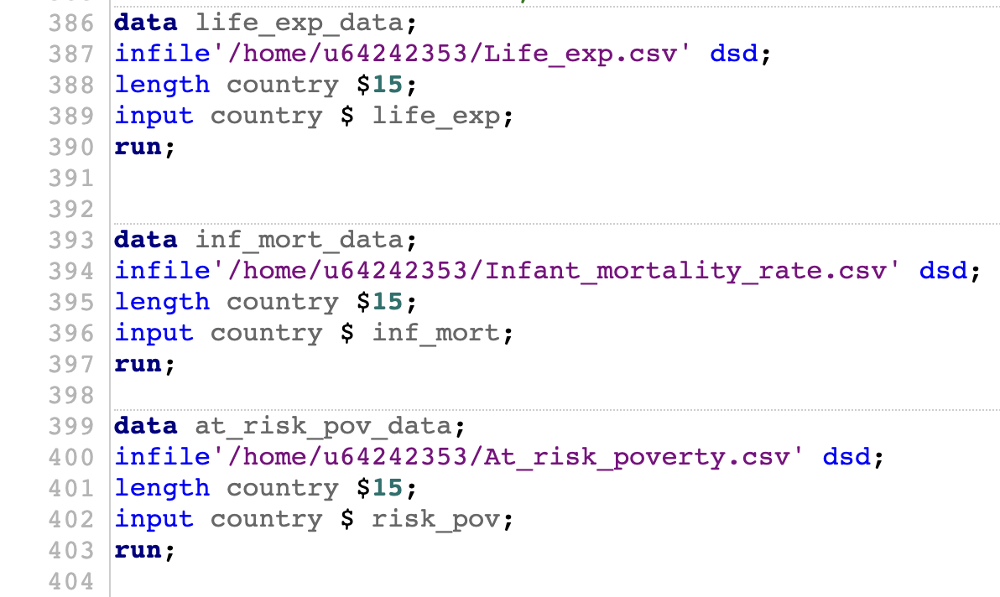 386 data life_exp_data;
387 infile'/home/u64242353/Life_exp.csv' dsd;
388 length country $15;
389 input country $ life_exp;
390 run;
391
392
393 data inf_mort_data;
394 infile'/home/u64242353/Infant_mortality_rate.csv' dsd;
395 length country $15;
396 input country $ inf_mort;
397 run;
398
399 data at_risk_pov_data;
400 infile'/home/u64242353/At_risk_poverty.csv' dsd;
401 length country $15;
402 input country $ risk_pov;
403 run;
404